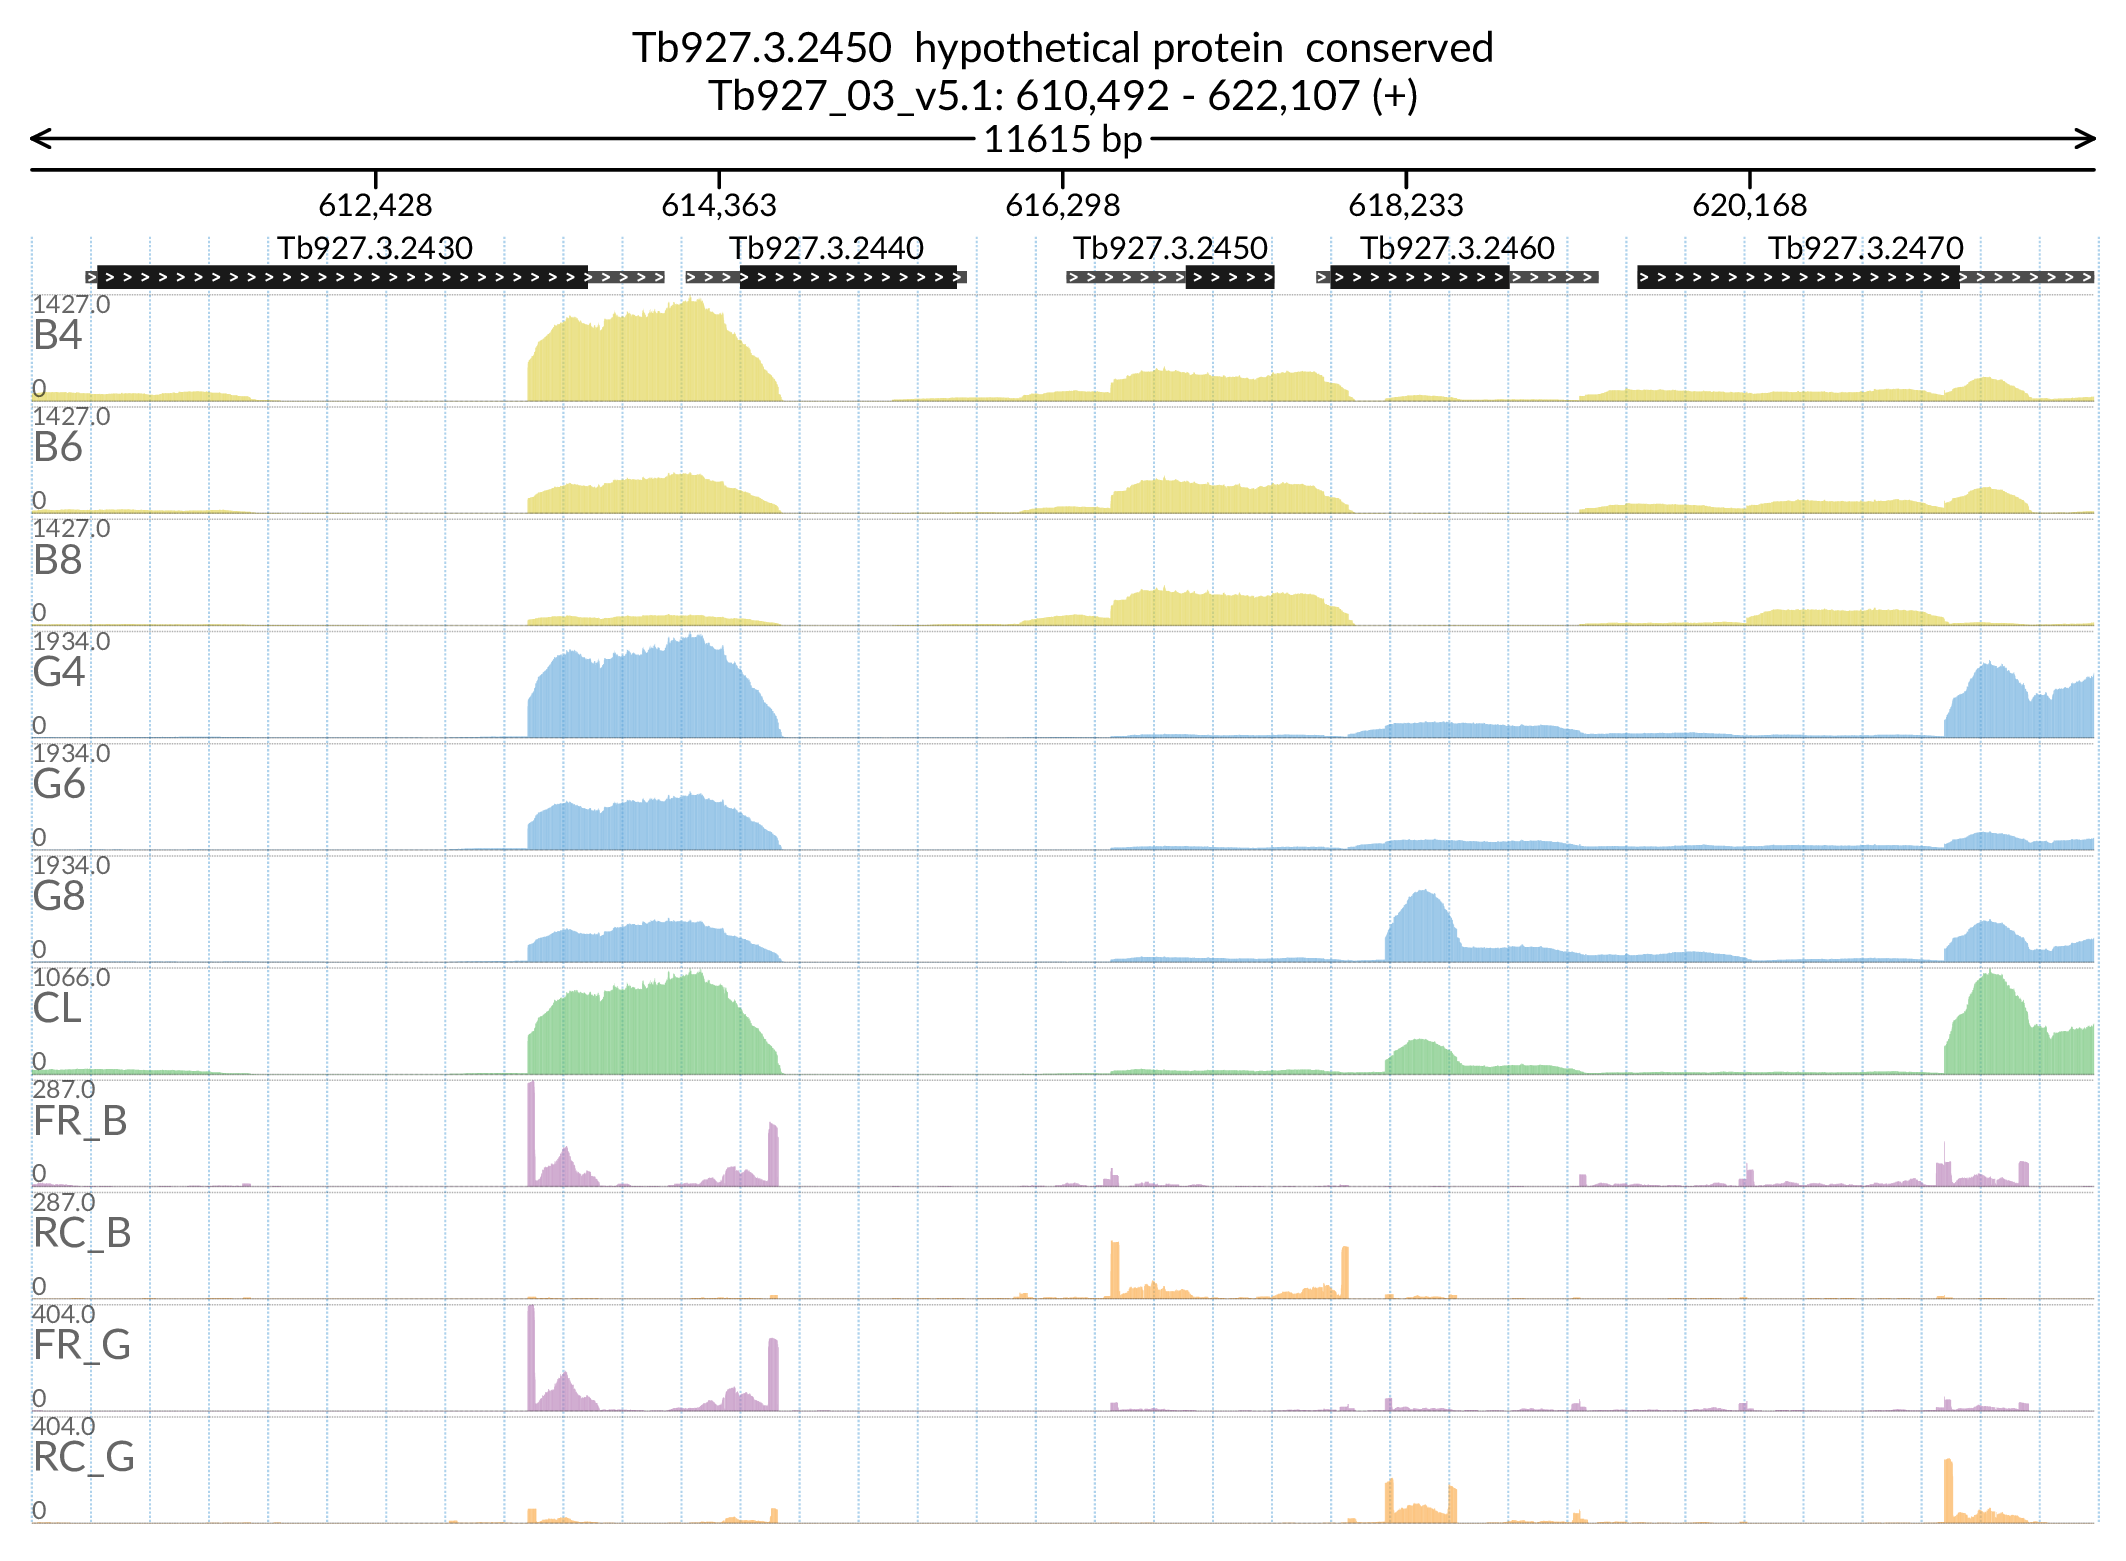 Tb927.3.2450 hypothetical protein conserved
Tb927_03_v5.1: 610,492 - 622,107 (+)
11615 bp
612,428 614,363 616,298 618,233 620,168
Tb927.3.2430 Tb927.3.2440 Tb927.3.2450 Tb927.3.2460 Tb927.3.2470
1427.0
B4
0
1427.0
B6
0
1427.0
B8
0
1934.0
G4
0
1934.0
G6
0
1934.0
G8
0
1066.0
CL
0
287.0
FR_B
0
287.0
RC_B
0
404.0
FR_G
0
404.0
RC_G
0